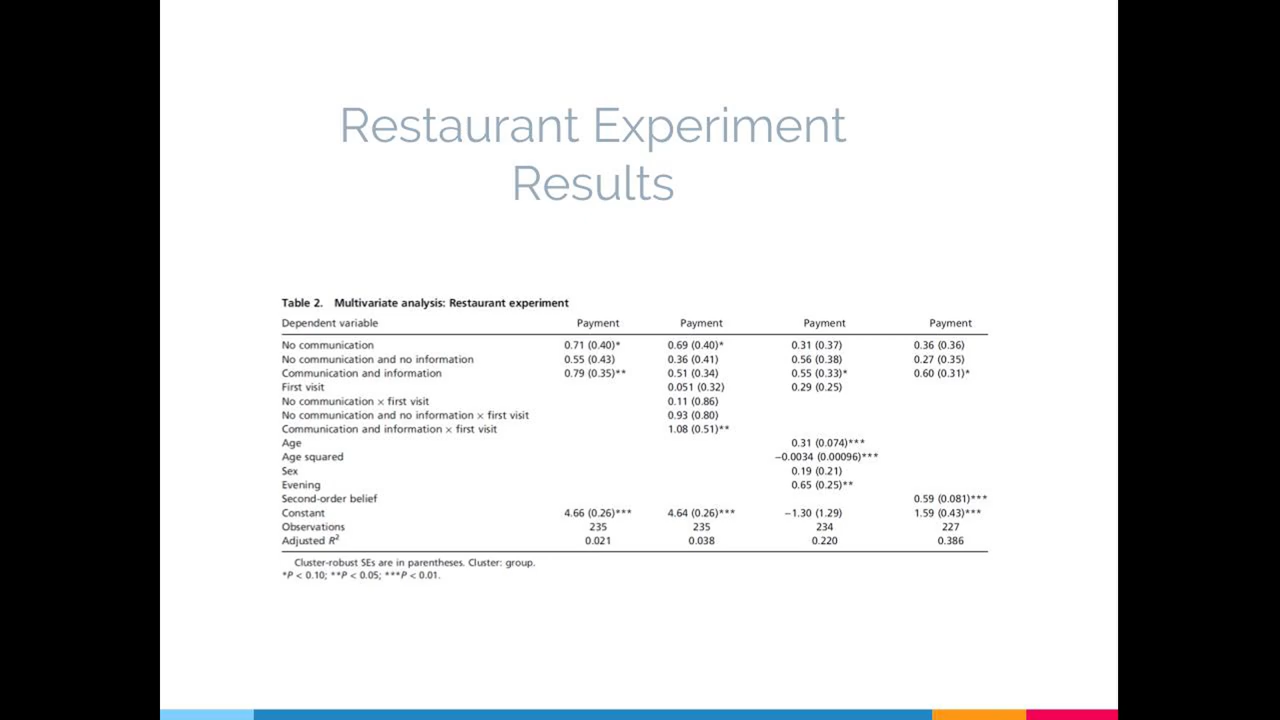 Restaurant Experiment
Results
Table 2. Multivariate analysis: Restaurant experiment
Dependent variable Payment Payment Payment Payment
No communication 0.71 (0.40)* 0.69 (0.40)* 0.31 (0.37) 0.36 (0.36)
No communication and no information 0.55 (0.43) 0.36 (0.41) 0.56 (0.38) 0.27 (0.35)
Communication and information 0.79 (0.35)** 0.51 (0.34) 0.55 (0.33)* 0.60 (0.31)*
First visit 0.051 (0.32) 0.29 (0.25)
No communication × first visit 0.11 (0.86)
No communication and no information × first visit 0.93 (0.80)
Communication and information × first visit 1.08 (0.51)**
Age 0.31 (0.074)***
Age squared −0.0034 (0.00096)***
Sex 0.19 (0.21)
Evening 0.65 (0.25)**
Second-order belief 0.59 (0.081)***
Constant 4.66 (0.26)*** 4.64 (0.26)*** −1.30 (1.29) 1.59 (0.43)***
Observations 235 235 234 227
Adjusted R² 0.021 0.038 0.220 0.386
Cluster-robust SEs are in parentheses. Cluster: group.
*P < 0.10; **P < 0.05; ***P < 0.01.